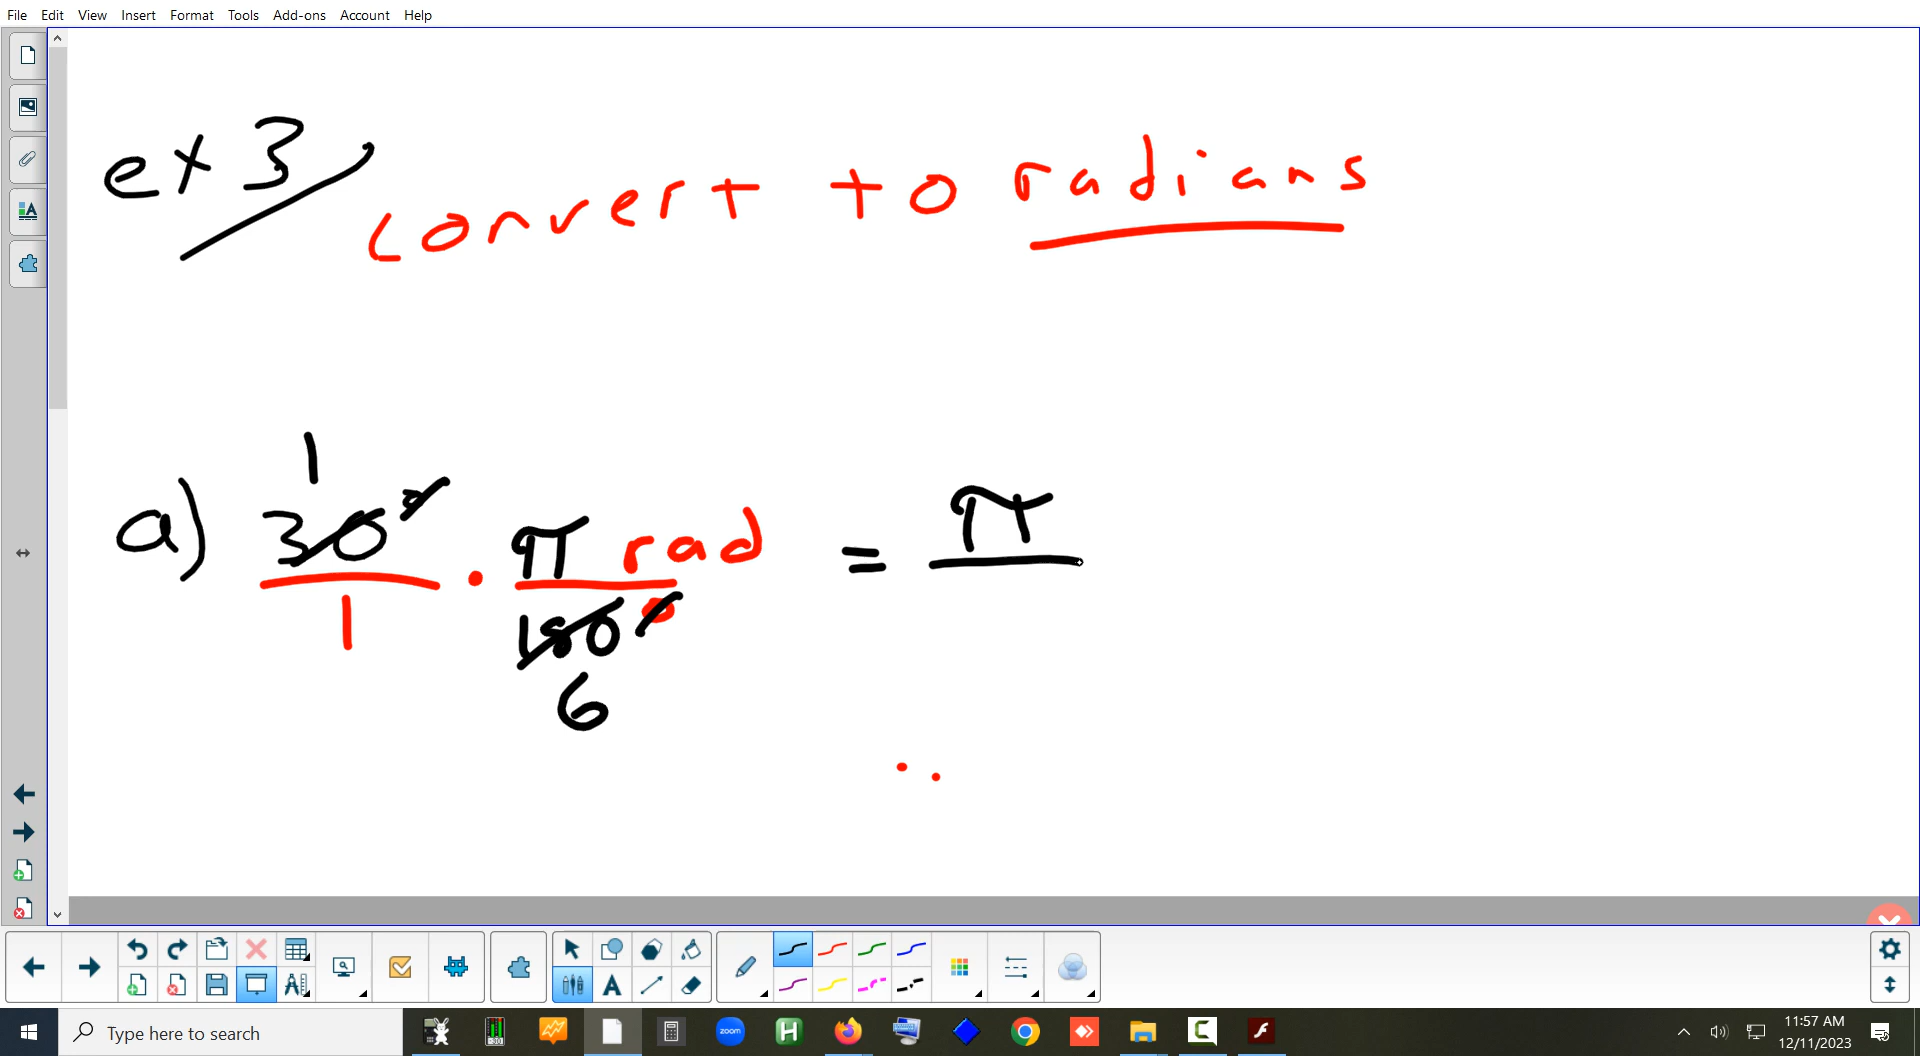 File Edit View Insert Format Tools Add-ons Account Help
ex 3
convert to radians
1
a) 30° · π rad = π
1 180°
6
zoom
Type here to search
11:57 AM
12/11/2023